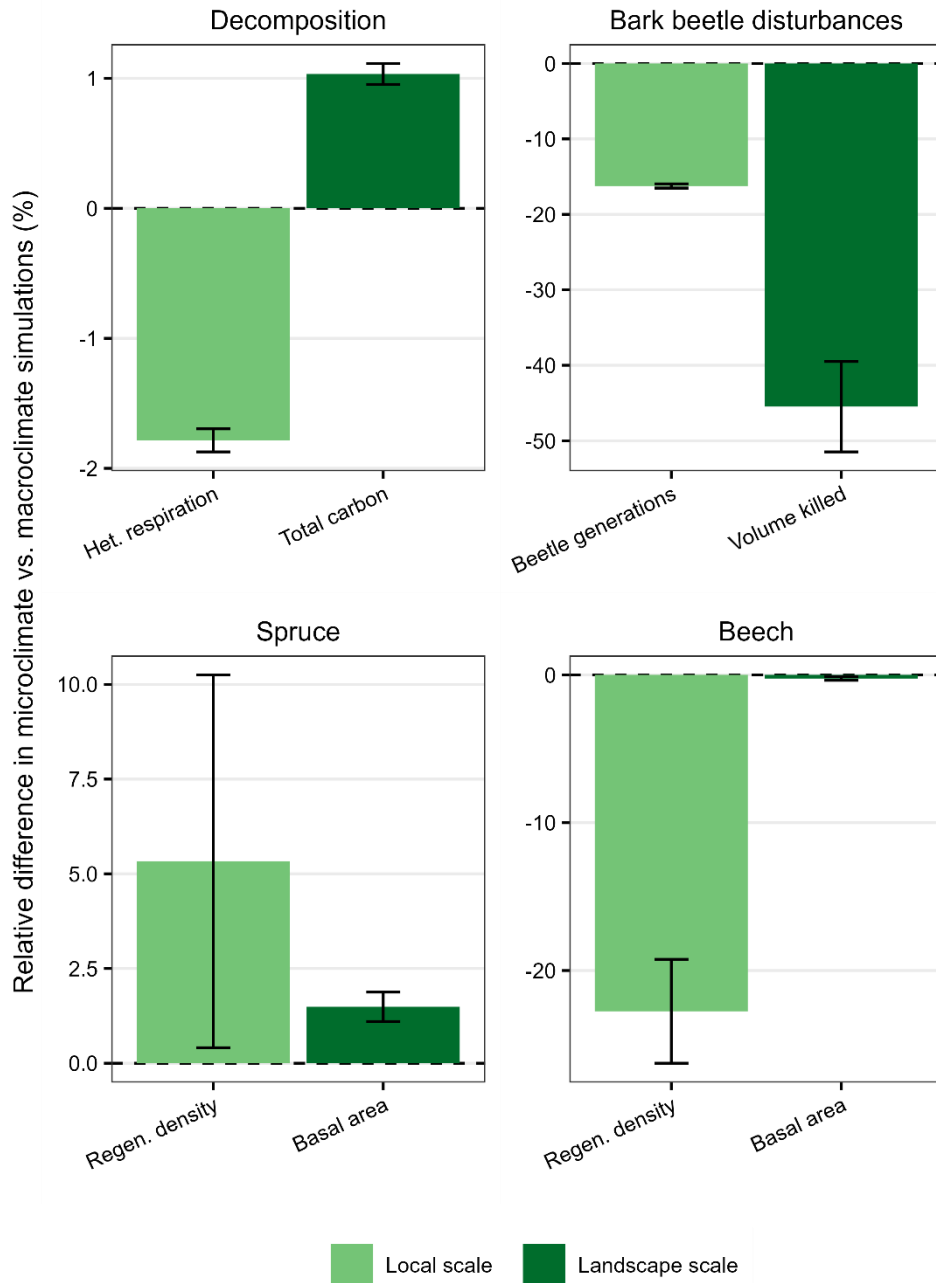 Relative difference in microclimate vs. macroclimate simulations (%)
Decomposition
1
0
-1
-2
Het. respiration
Total carbon
Bark beetle disturbances
0
-10
-20
-30
-40
-50
Beetle generations
Volume killed
Spruce
10.0
7.5
5.0
2.5
0.0
Regen. density
Basal area
Beech
0
-10
-20
Regen. density
Basal area
Local scale
Landscape scale